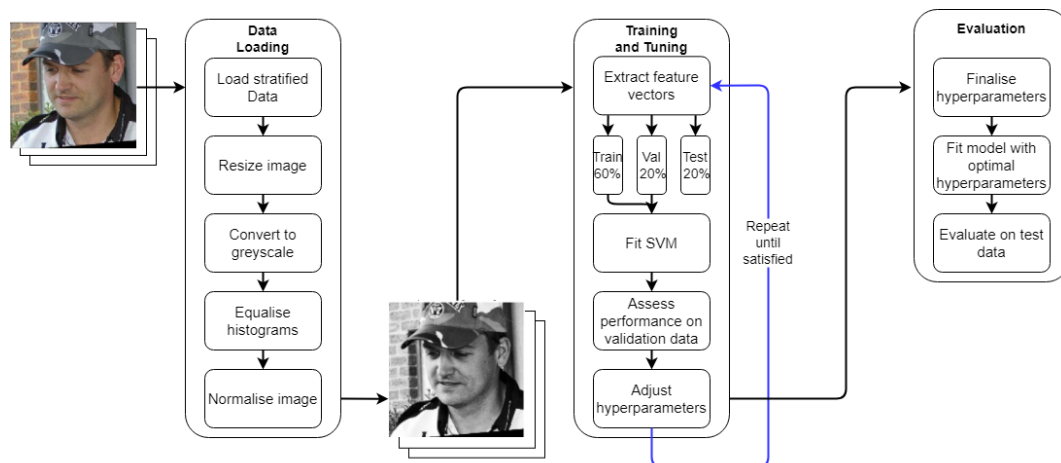 Data
Loading
Load stratified
Data
Resize image
Convert to
greyscale
Equalise
histograms
Normalise image
Training
and Tuning
Extract feature
vectors
Train
60%
Val
20%
Test
20%
Fit SVM
Assess
performance on
validation data
Adjust
hyperparameters
Repeat
until
satisfied
Evaluation
Finalise
hyperparameters
Fit model with
optimal
hyperparameters
Evaluate on test
data